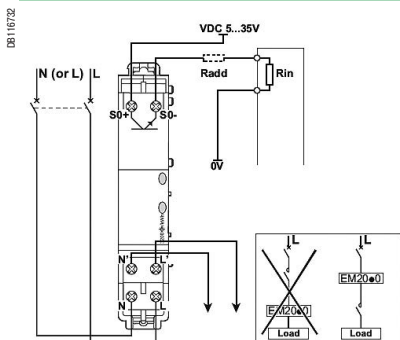 DB116732
VDC 5...35V
N (or L) L
Radd
Rin
S0+ S0-
0V
N' L'
N L
L L
EM20●0
EM20●0
Load
Load